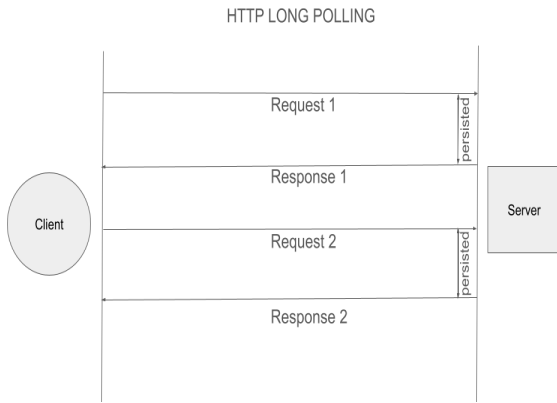 HTTP LONG POLLING
Request 1
persisted
Response 1
Client
Server
Request 2
persisted
Response 2